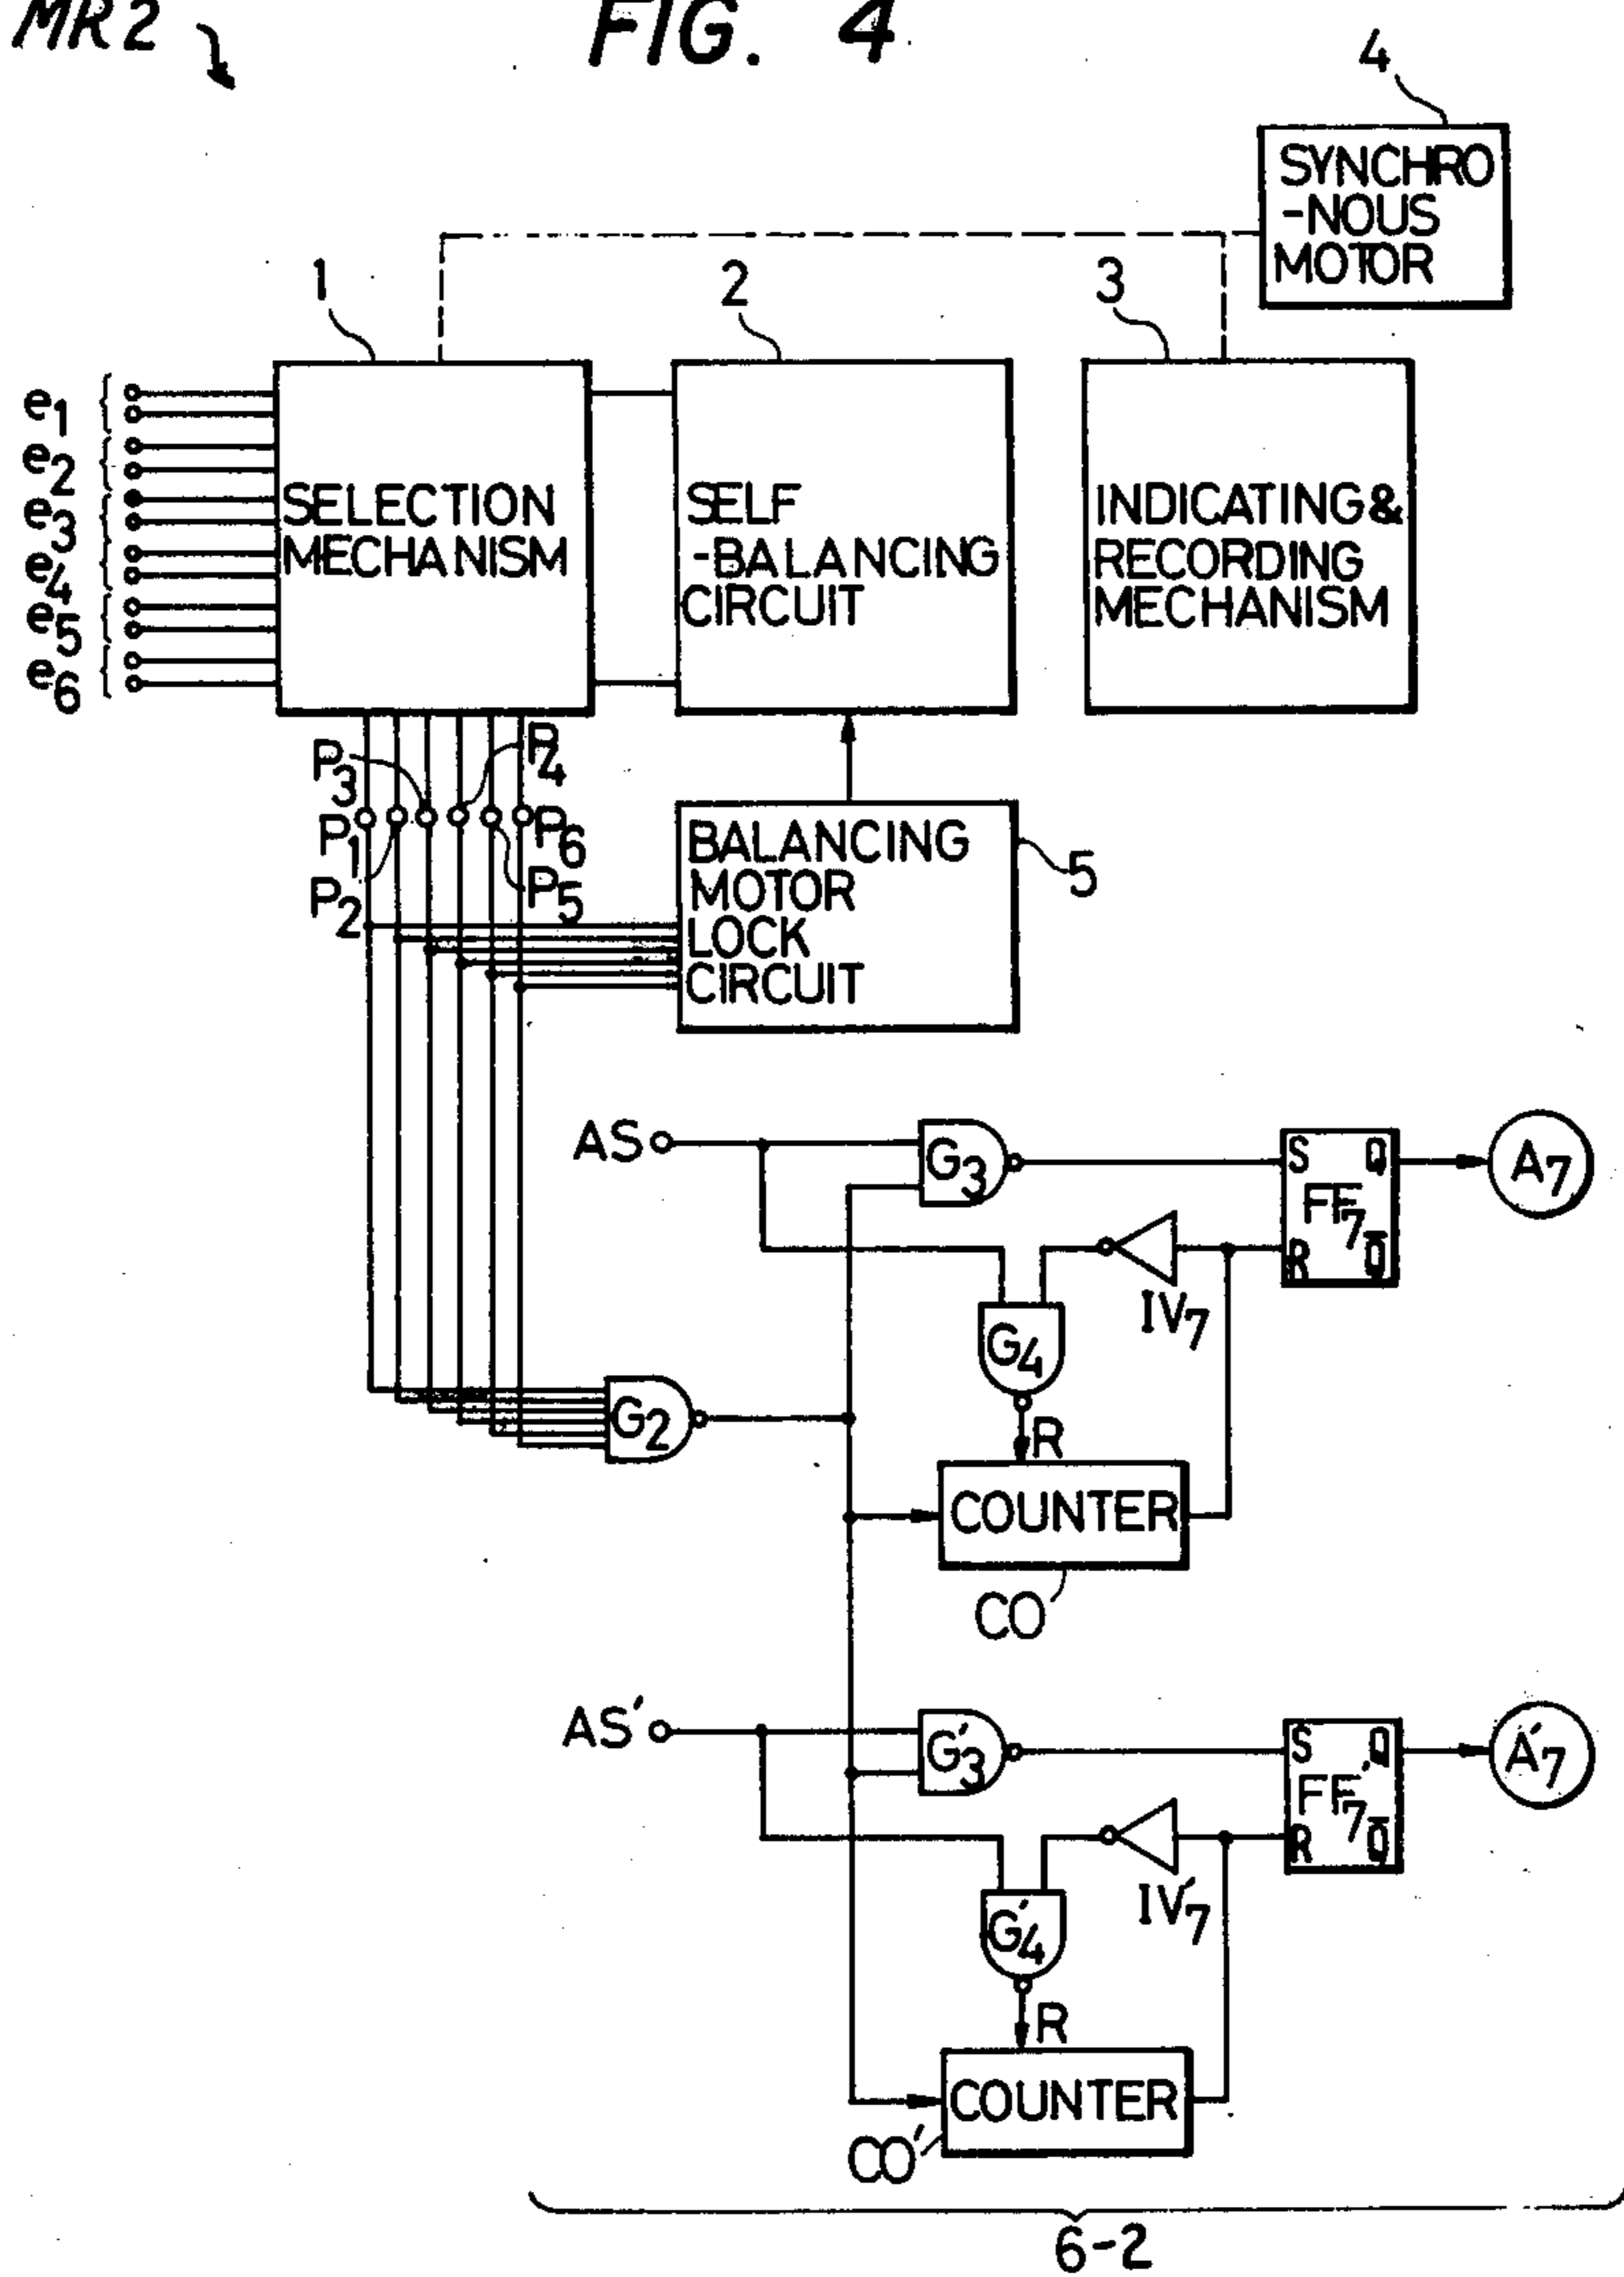 MR2
FIG. 4
4
SYNCHRO
-NOUS
MOTOR
1
2
3
e1
e2
e3
e4
e5
e6
SELECTION
MECHANISM
SELF
-BALANCING
CIRCUIT
INDICATING&
RECORDING
MECHANISM
P3
P4
P1
P6
P2
P5
BALANCING
MOTOR
LOCK
CIRCUIT
5
AS
G3
S Q
FF7
R Q̅
A7
IV7
G4
G2
R
COUNTER
CO
AS'
G'3
S Q
FF'7
R Q̅
A'7
IV'7
G'4
R
COUNTER
CO'
6-2